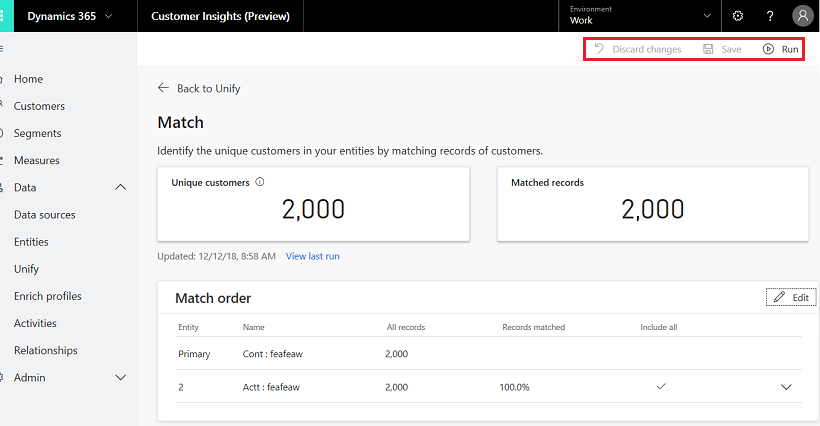 Dynamics 365 Customer Insights (Preview) Environment
Work ?
Discard changes Save Run
Home
Customers
Segments
Measures
Data
Data sources
Entities
Unify
Enrich profiles
Activities
Relationships
Admin
Back to Unify
Match
Identify the unique customers in your entities by matching records of customers.
Unique customers
2,000
Matched records
2,000
Updated: 12/12/18, 8:58 AM View last run
Match order Edit
Entity Name All records Records matched Include all
Primary Cont : feafeaw 2,000
2 Actt : feafeaw 2,000 100.0%